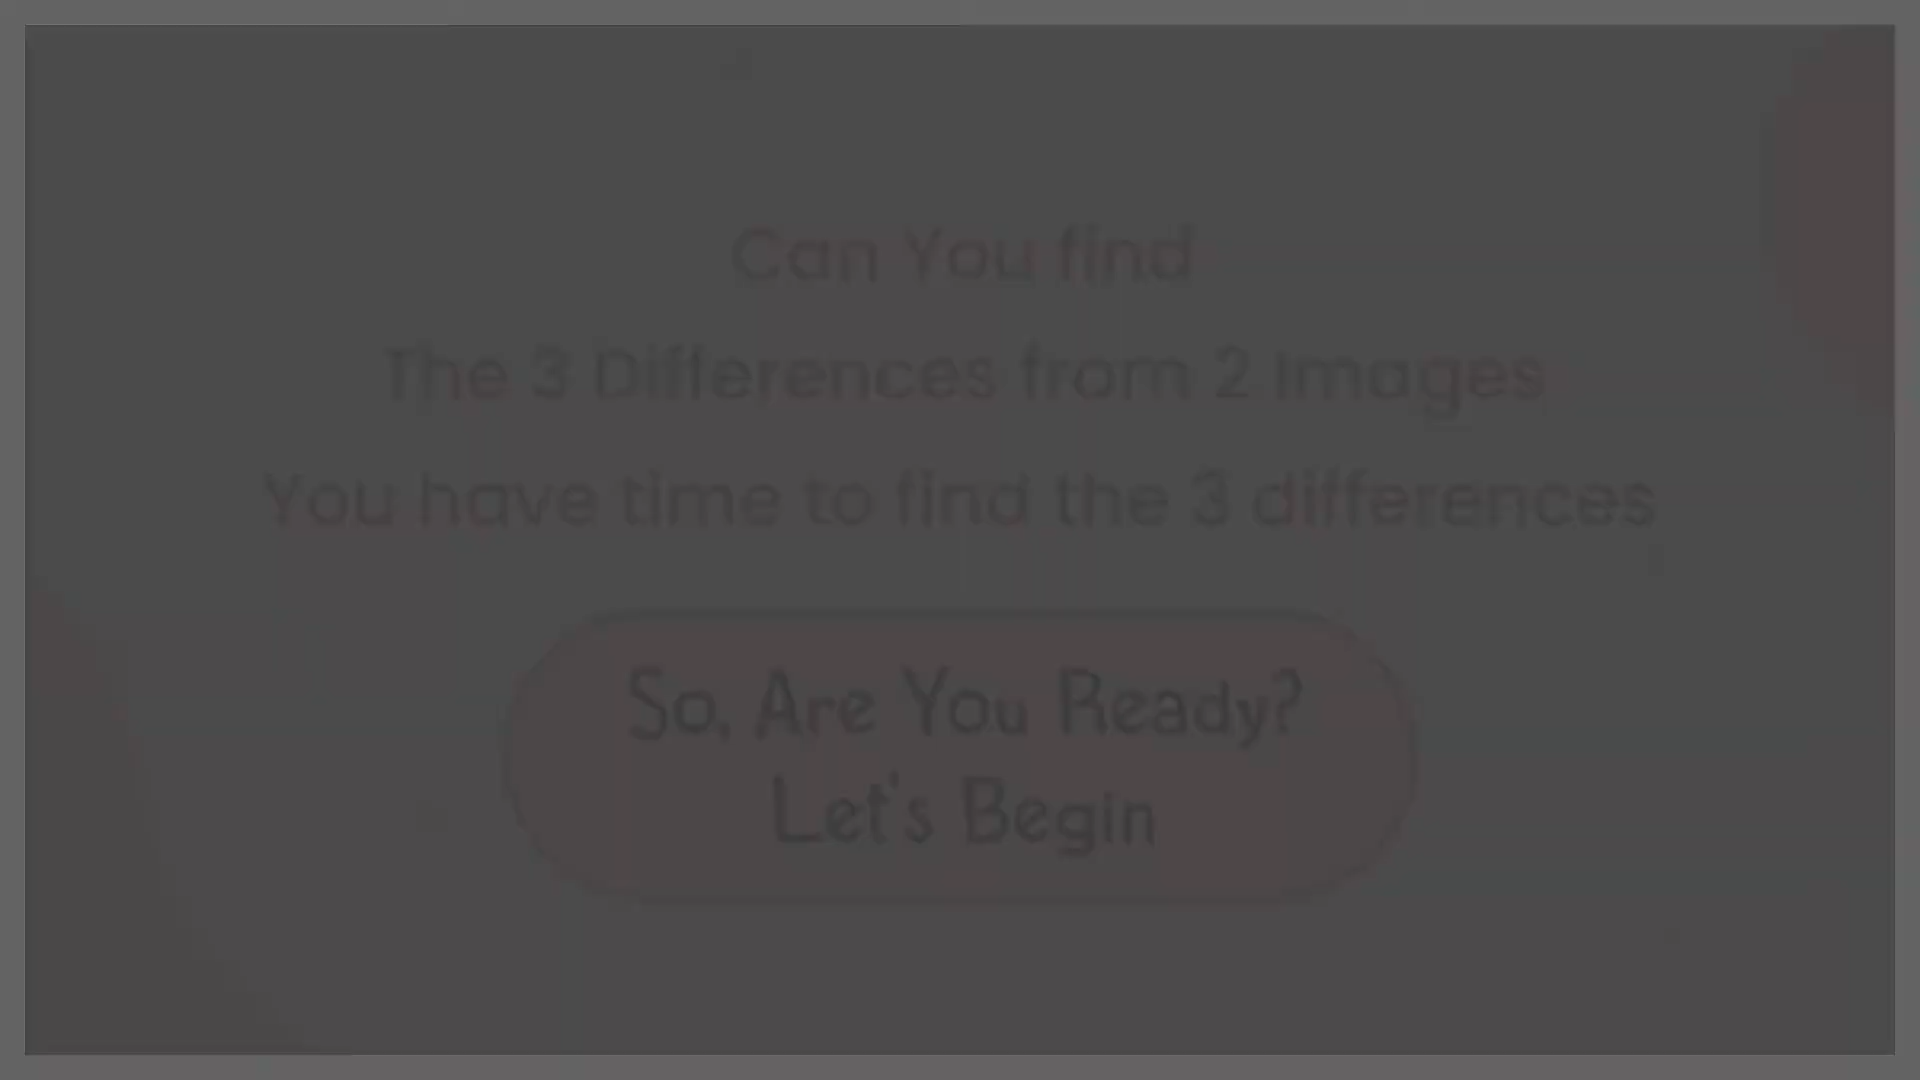 Can You find
The 3 Differences from 2 Images
You have time to find the 3 differences
So, Are You Ready?
Let's Begin